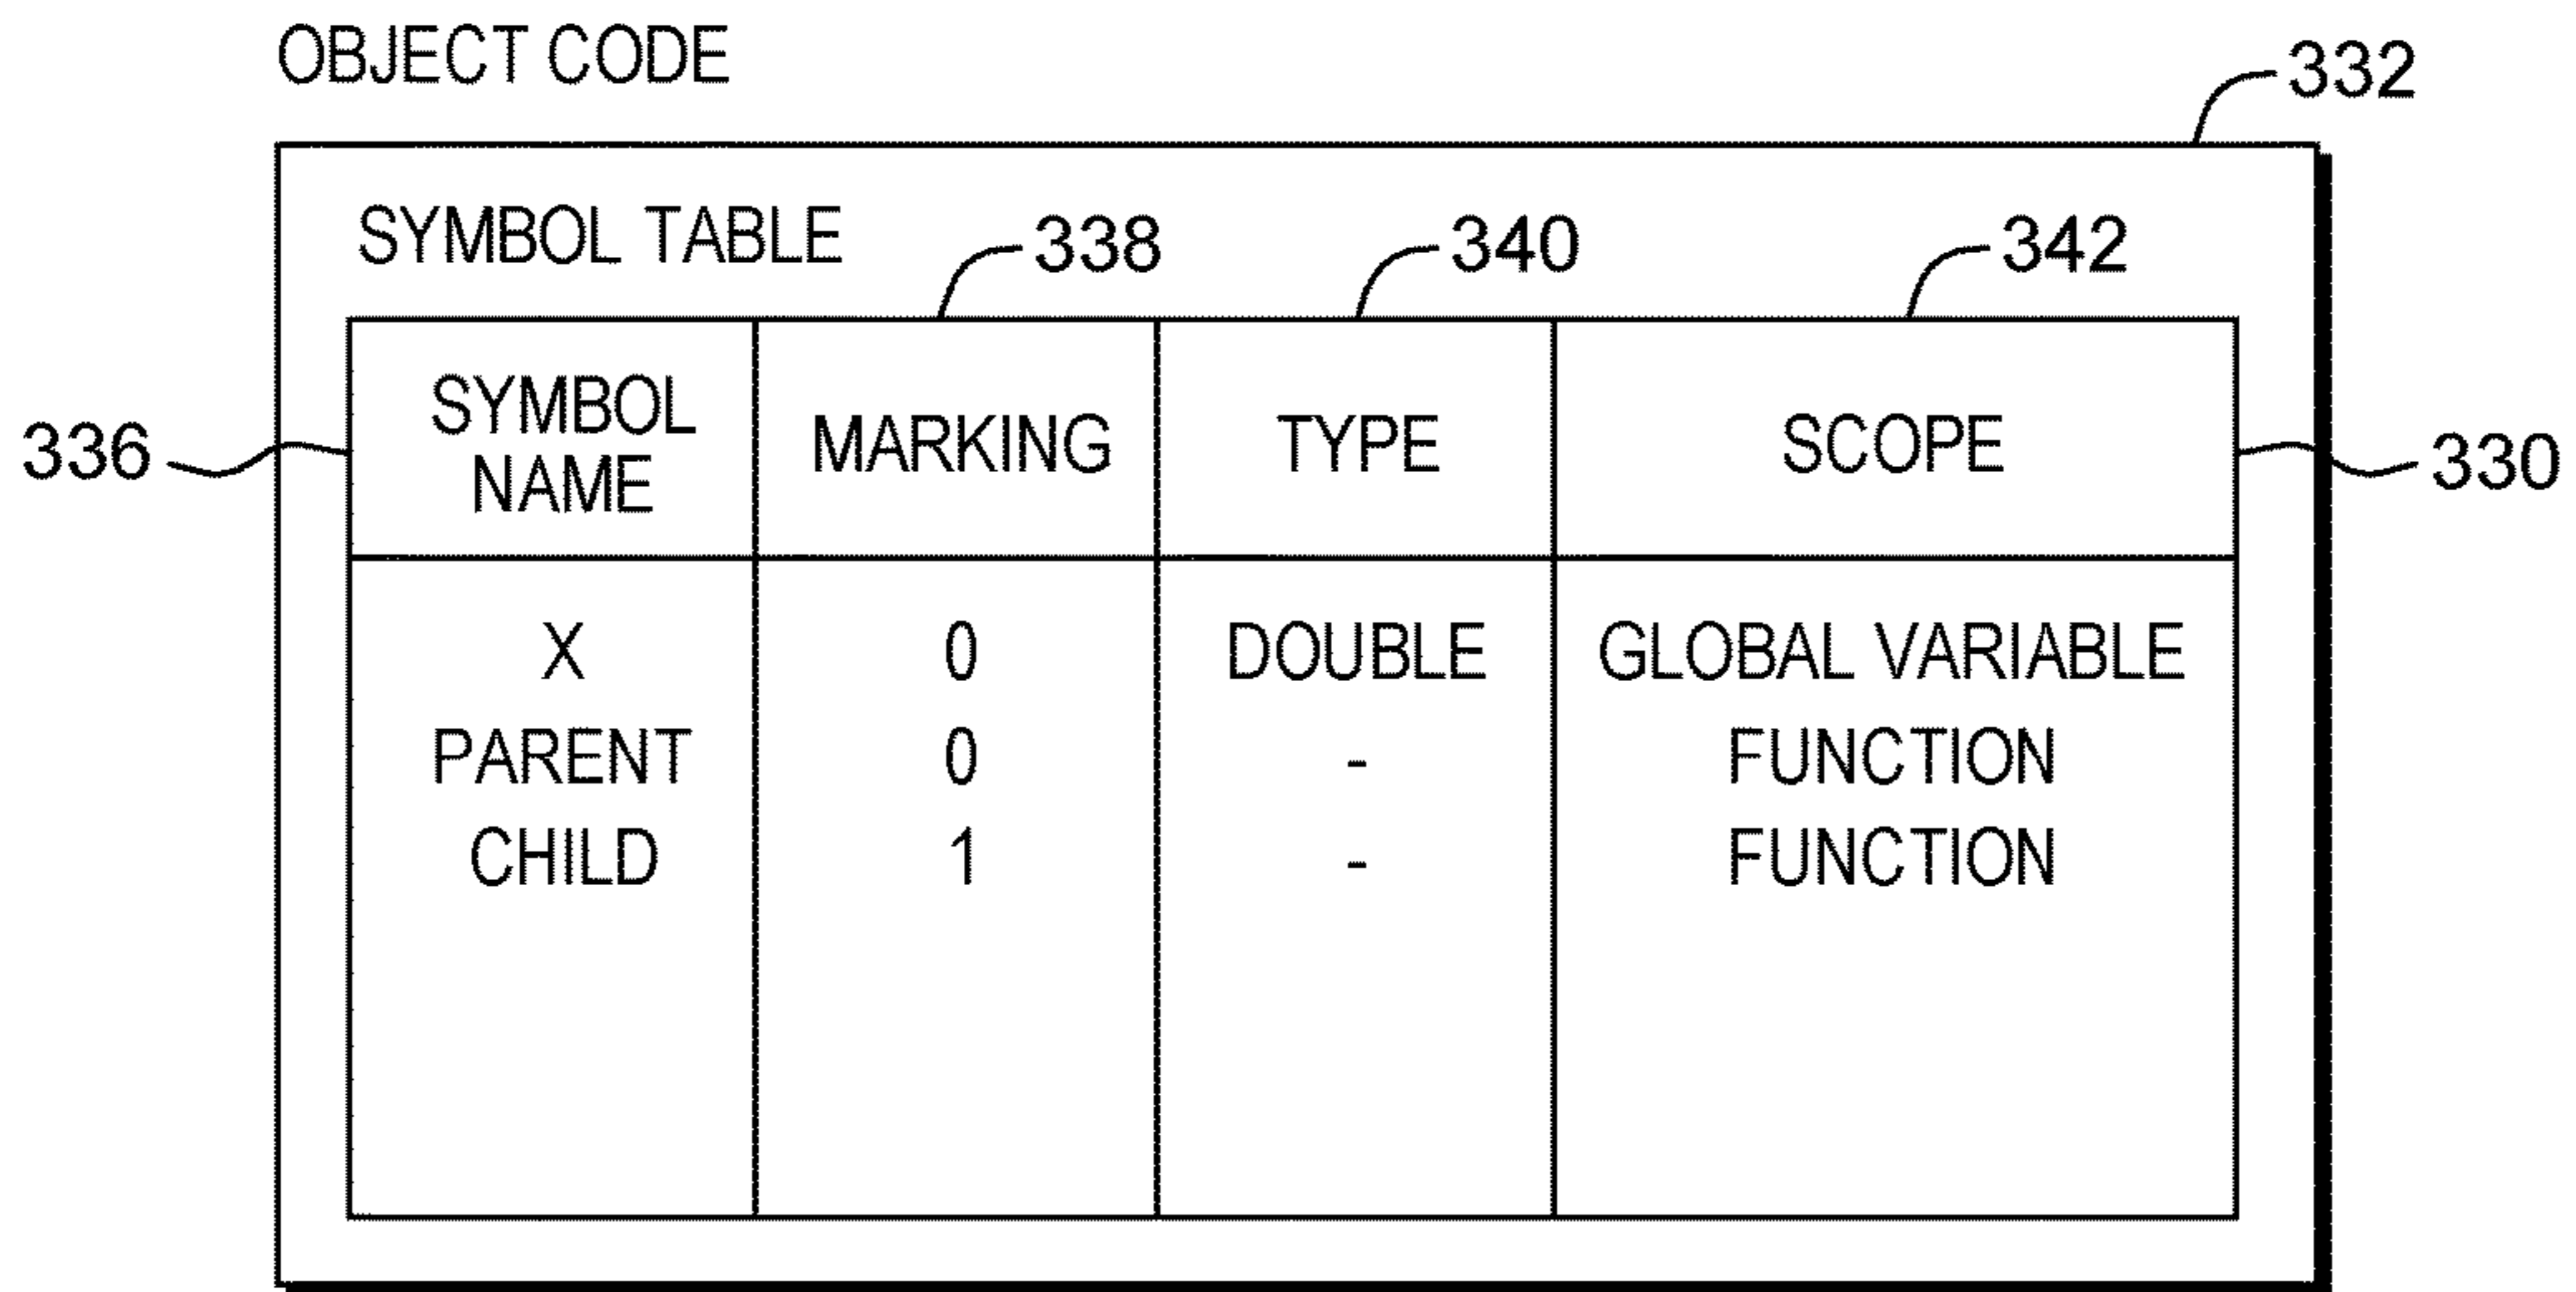 OBJECT CODE
332
SYMBOL TABLE
338
340
342
336
SYMBOL NAME
MARKING
TYPE
SCOPE
330
X 0 DOUBLE GLOBAL VARIABLE
PARENT 0 - FUNCTION
CHILD 1 - FUNCTION